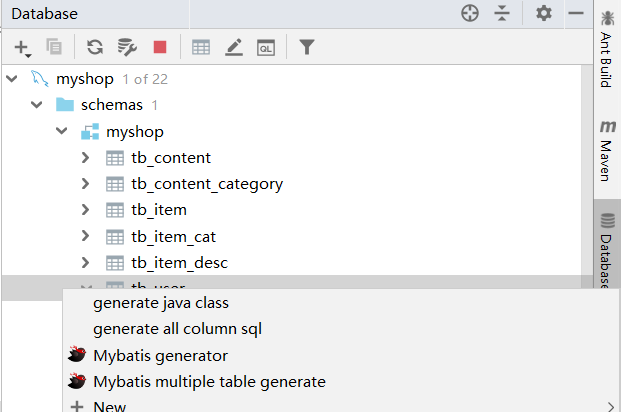 Database
QL
myshop 1 of 22
schemas 1
myshop
tb_content
tb_content_category
tb_item
tb_item_cat
tb_item_desc
tb_user
generate java class
generate all column sql
Mybatis generator
Mybatis multiple table generate
New
Ant Build
m
Maven
Database